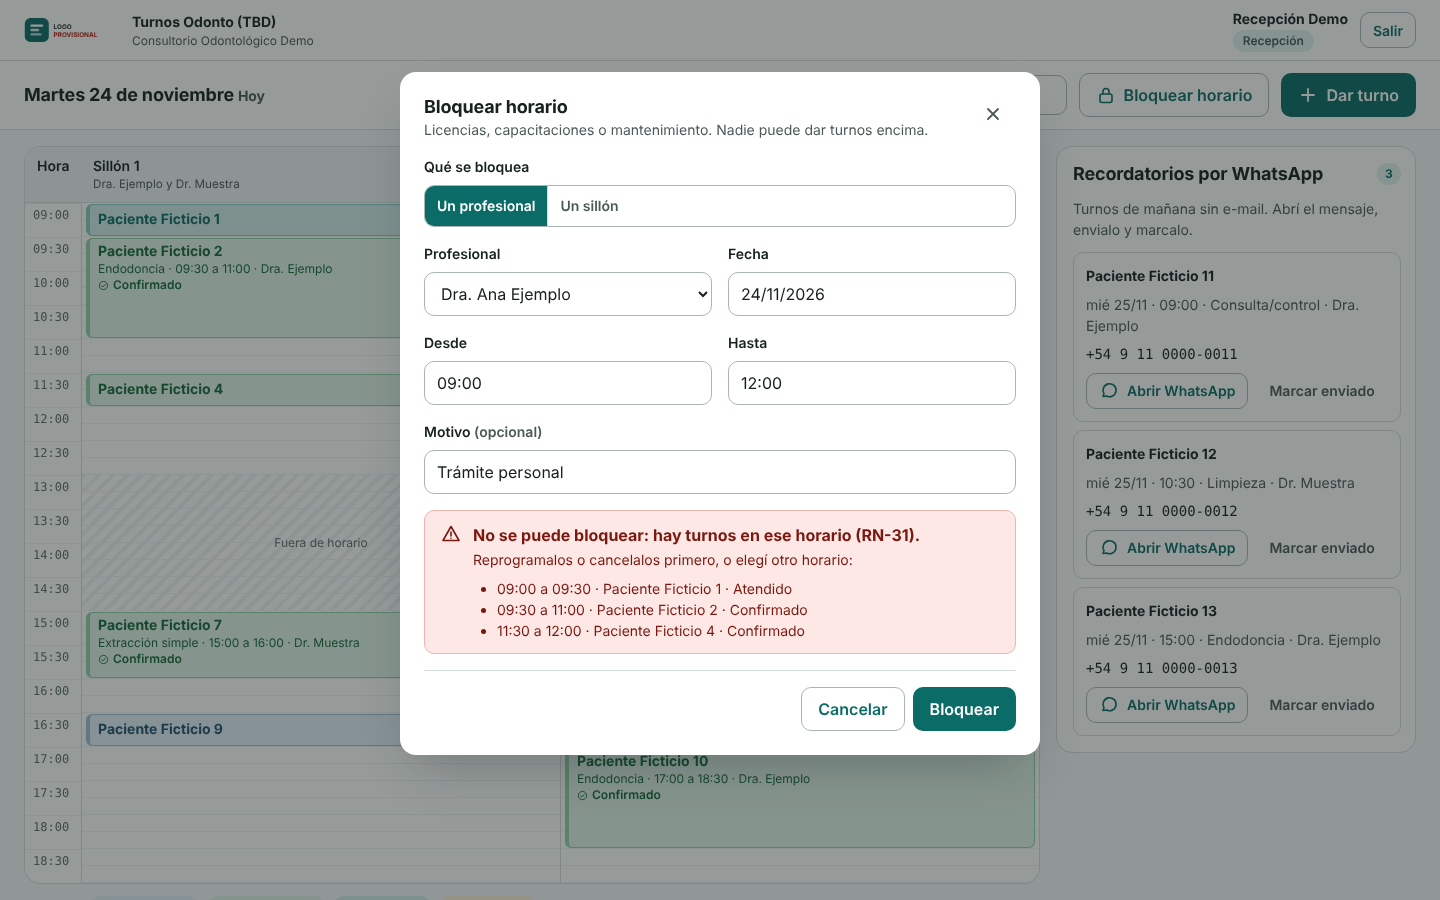 LOGO
PROVISIONAL
Turnos Odonto (TBD)
Consultorio Odontológico Demo
Recepción Demo
Recepción
Salir
Martes 24 de noviembre Hoy
Bloquear horario
Dar turno
Hora
Sillón 1
Dra. Ejemplo y Dr. Muestra
09:00
Paciente Ficticio 1
09:30
Paciente Ficticio 2
Endodoncia · 09:30 a 11:00 · Dra. Ejemplo
Confirmado
10:00
10:30
11:00
11:30
Paciente Ficticio 4
12:00
12:30
13:00
13:30
Fuera de horario
14:00
14:30
15:00
Paciente Ficticio 7
Extracción simple · 15:00 a 16:00 · Dr. Muestra
15:30
Confirmado
16:00
16:30
Paciente Ficticio 9
17:00
17:30
18:00
18:30
Paciente Ficticio 10
Endodoncia · 17:00 a 18:30 · Dra. Ejemplo
Confirmado
Bloquear horario
Licencias, capacitaciones o mantenimiento. Nadie puede dar turnos encima.
Qué se bloquea
Un profesional
Un sillón
Profesional
Fecha
Dra. Ana Ejemplo
24/11/2026
Desde
Hasta
09:00
12:00
Motivo (opcional)
Trámite personal
No se puede bloquear: hay turnos en ese horario (RN-31).
Reprogramalos o cancelalos primero, o elegí otro horario:
• 09:00 a 09:30 · Paciente Ficticio 1 · Atendido
• 09:30 a 11:00 · Paciente Ficticio 2 · Confirmado
• 11:30 a 12:00 · Paciente Ficticio 4 · Confirmado
Cancelar
Bloquear
Recordatorios por WhatsApp
3
Turnos de mañana sin e-mail. Abrí el mensaje,
envialo y marcalo.
Paciente Ficticio 11
mié 25/11 · 09:00 · Consulta/control · Dra.
Ejemplo
+54 9 11 0000-0011
Abrir WhatsApp
Marcar enviado
Paciente Ficticio 12
mié 25/11 · 10:30 · Limpieza · Dr. Muestra
+54 9 11 0000-0012
Abrir WhatsApp
Marcar enviado
Paciente Ficticio 13
mié 25/11 · 15:00 · Endodoncia · Dra. Ejemplo
+54 9 11 0000-0013
Abrir WhatsApp
Marcar enviado